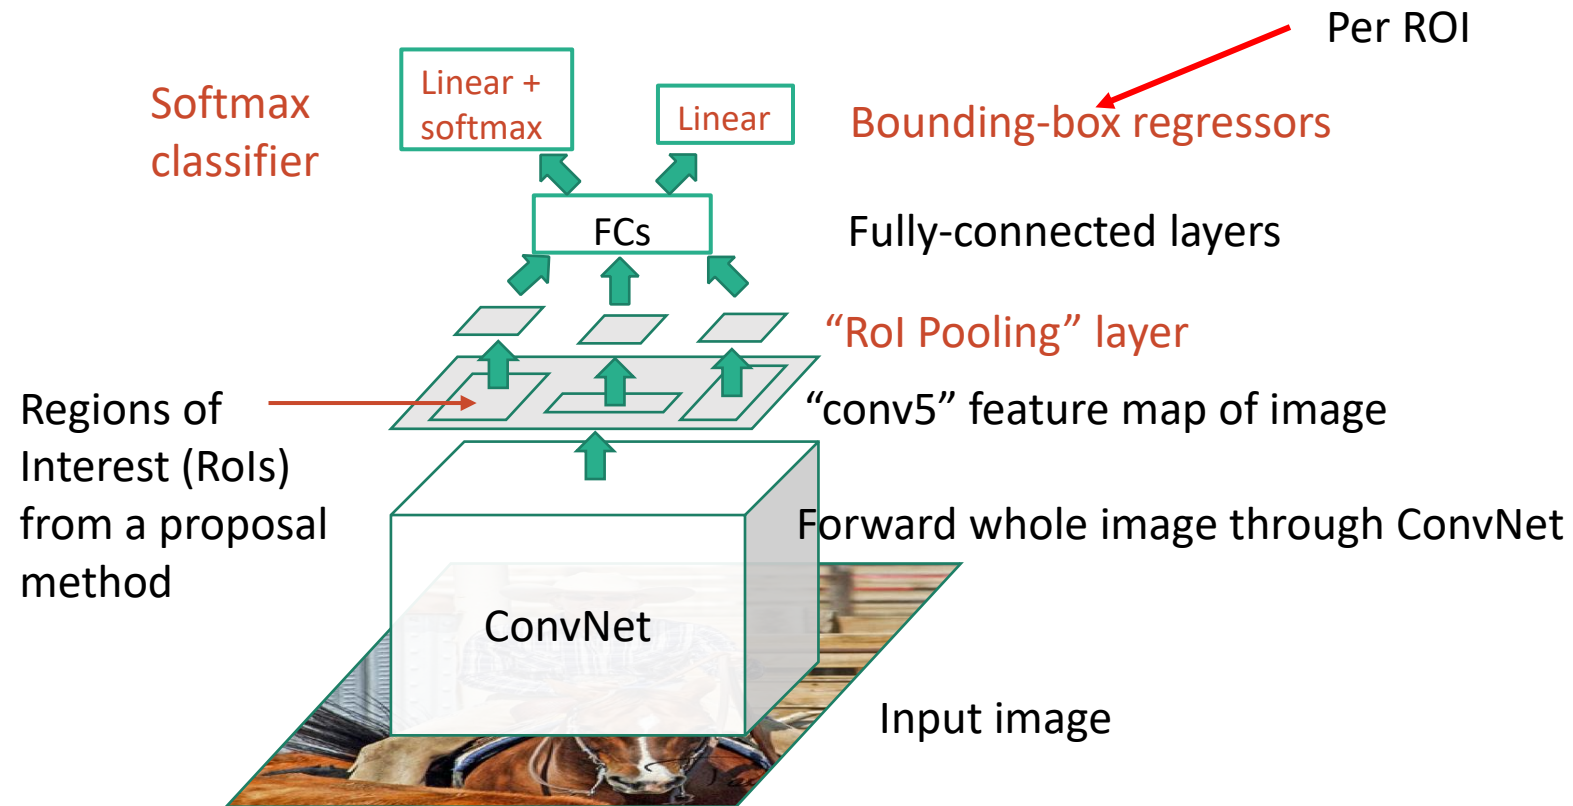 Per ROI
Softmax
classifier
Linear +
softmax
Linear
Bounding-box regressors
FCs
Fully-connected layers
“RoI Pooling” layer
Regions of
Interest (RoIs)
from a proposal
method
“conv5” feature map of image
Forward whole image through ConvNet
ConvNet
Input image